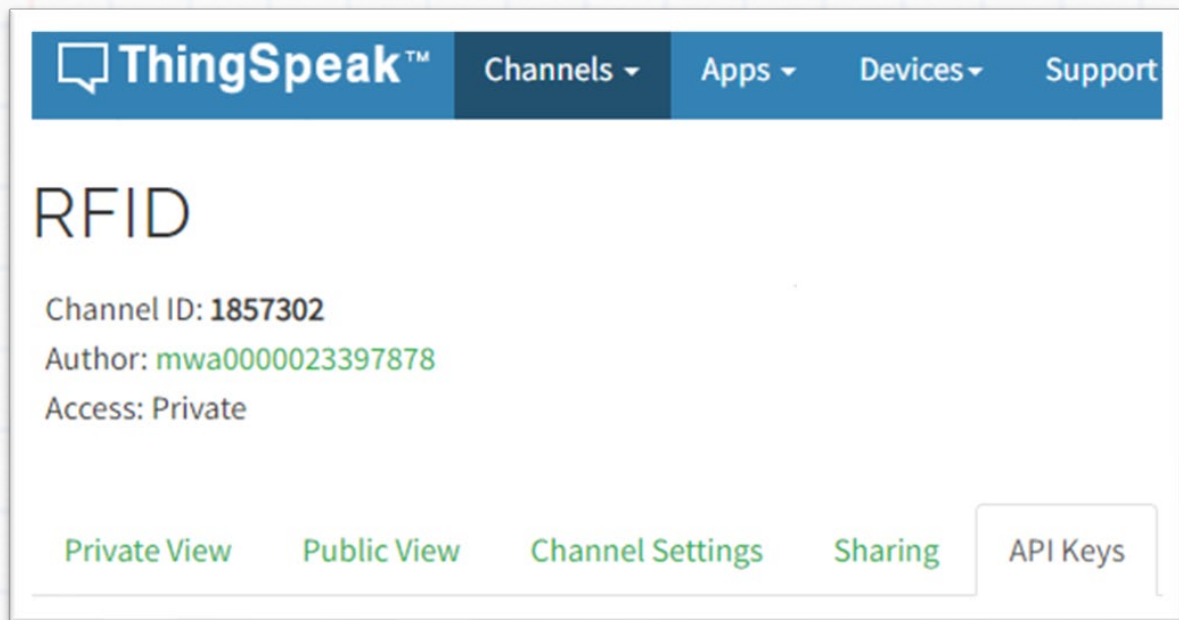 ThingSpeak™ Channels Apps Devices Support
RFID
Channel ID: 1857302
Author: mwa0000023397878
Access: Private
Private View Public View Channel Settings Sharing API Keys